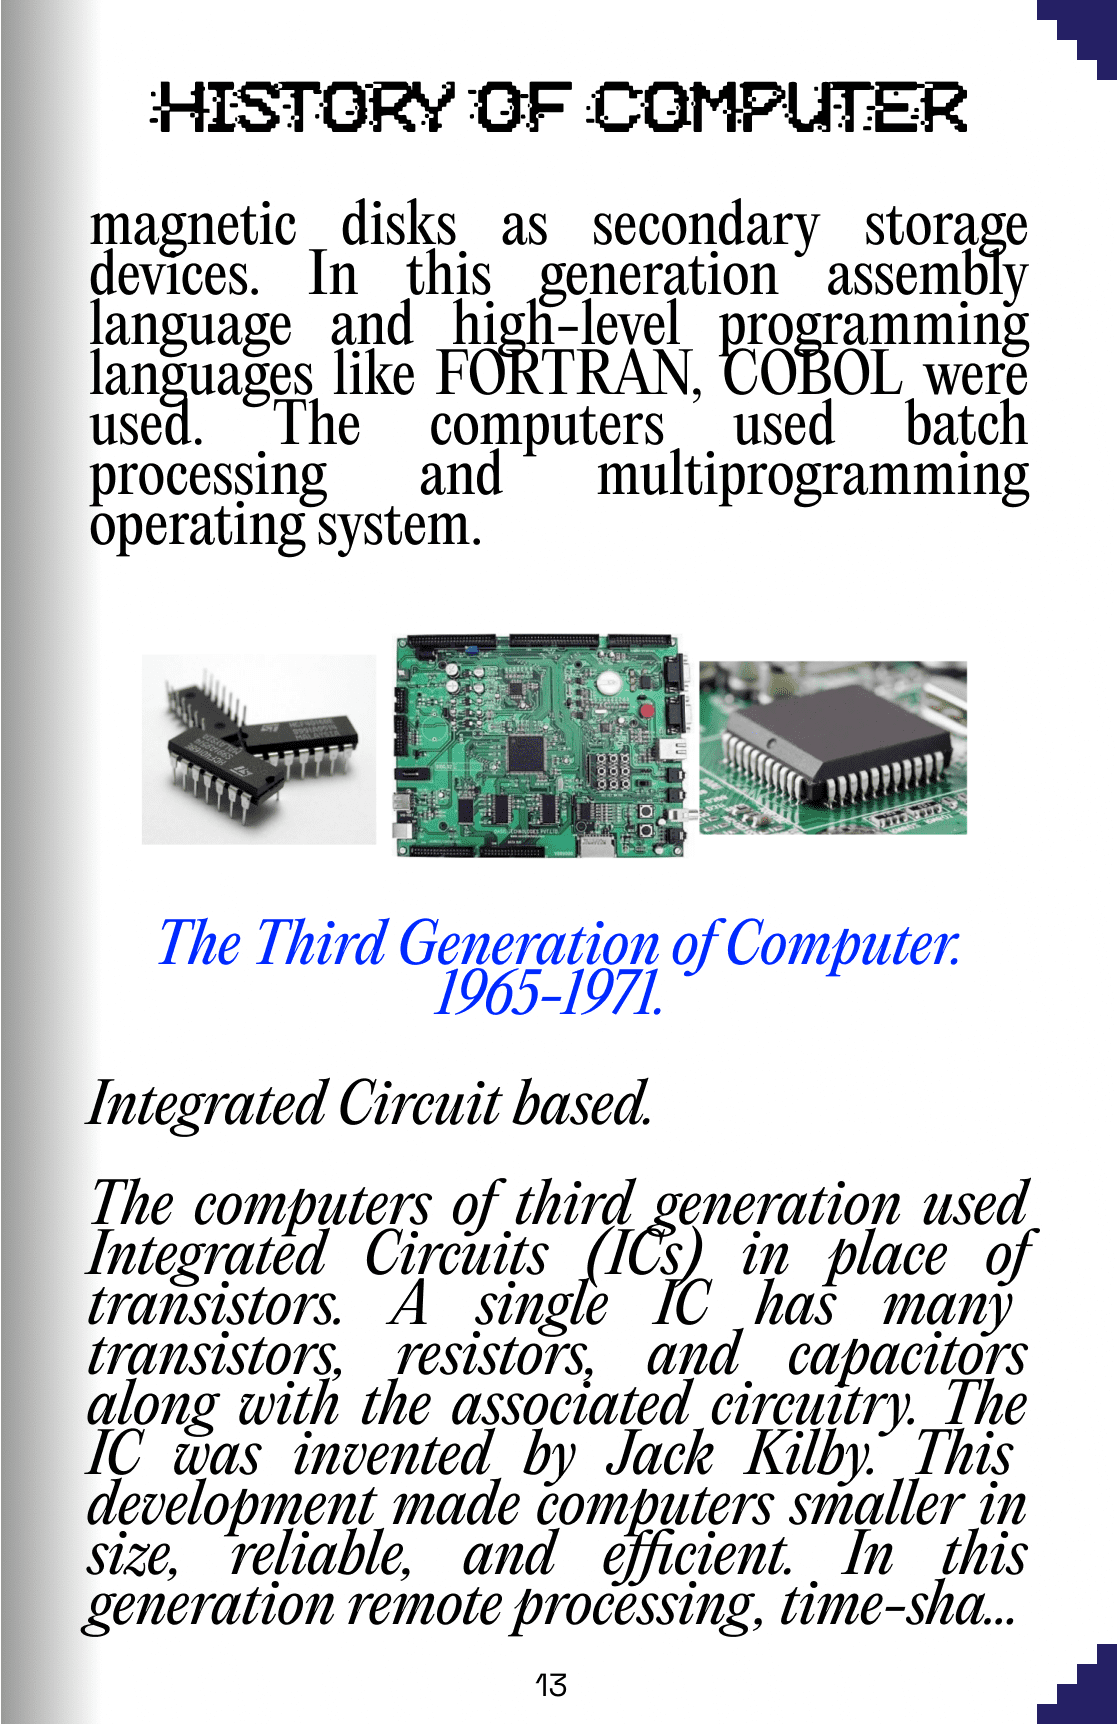 HISTORY OF COMPUTER
magnetic disks as secondary storage
devices. In this generation assembly
language and high-level programming
languages like FORTRAN, COBOL were
used. The computers used batch
processing and multiprogramming
operating system.
The Third Generation of Computer.
1965-1971.
Integrated Circuit based.
The computers of third generation used
Integrated Circuits (ICs) in place of
transistors. A single IC has many
transistors, resistors, and capacitors
along with the associated circuitry. The
IC was invented by Jack Kilby. This
development made computers smaller in
size, reliable, and efficient. In this
generation remote processing, time-sha...
13